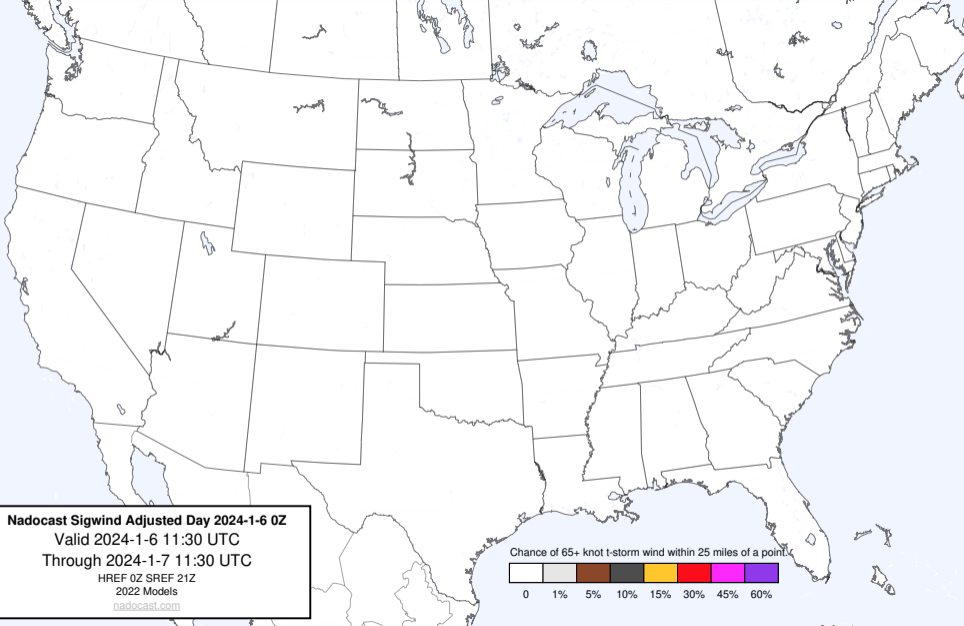 Nadocast Sigwind Adjusted Day 2024-1-6 0Z
Valid 2024-1-6 11:30 UTC
Through 2024-1-7 11:30 UTC
HREF 0Z SREF 21Z
2022 Models
nadocast.com
Chance of 65+ knot t-storm wind within 25 miles of a point.
0 1% 5% 10% 15% 30% 45% 60%